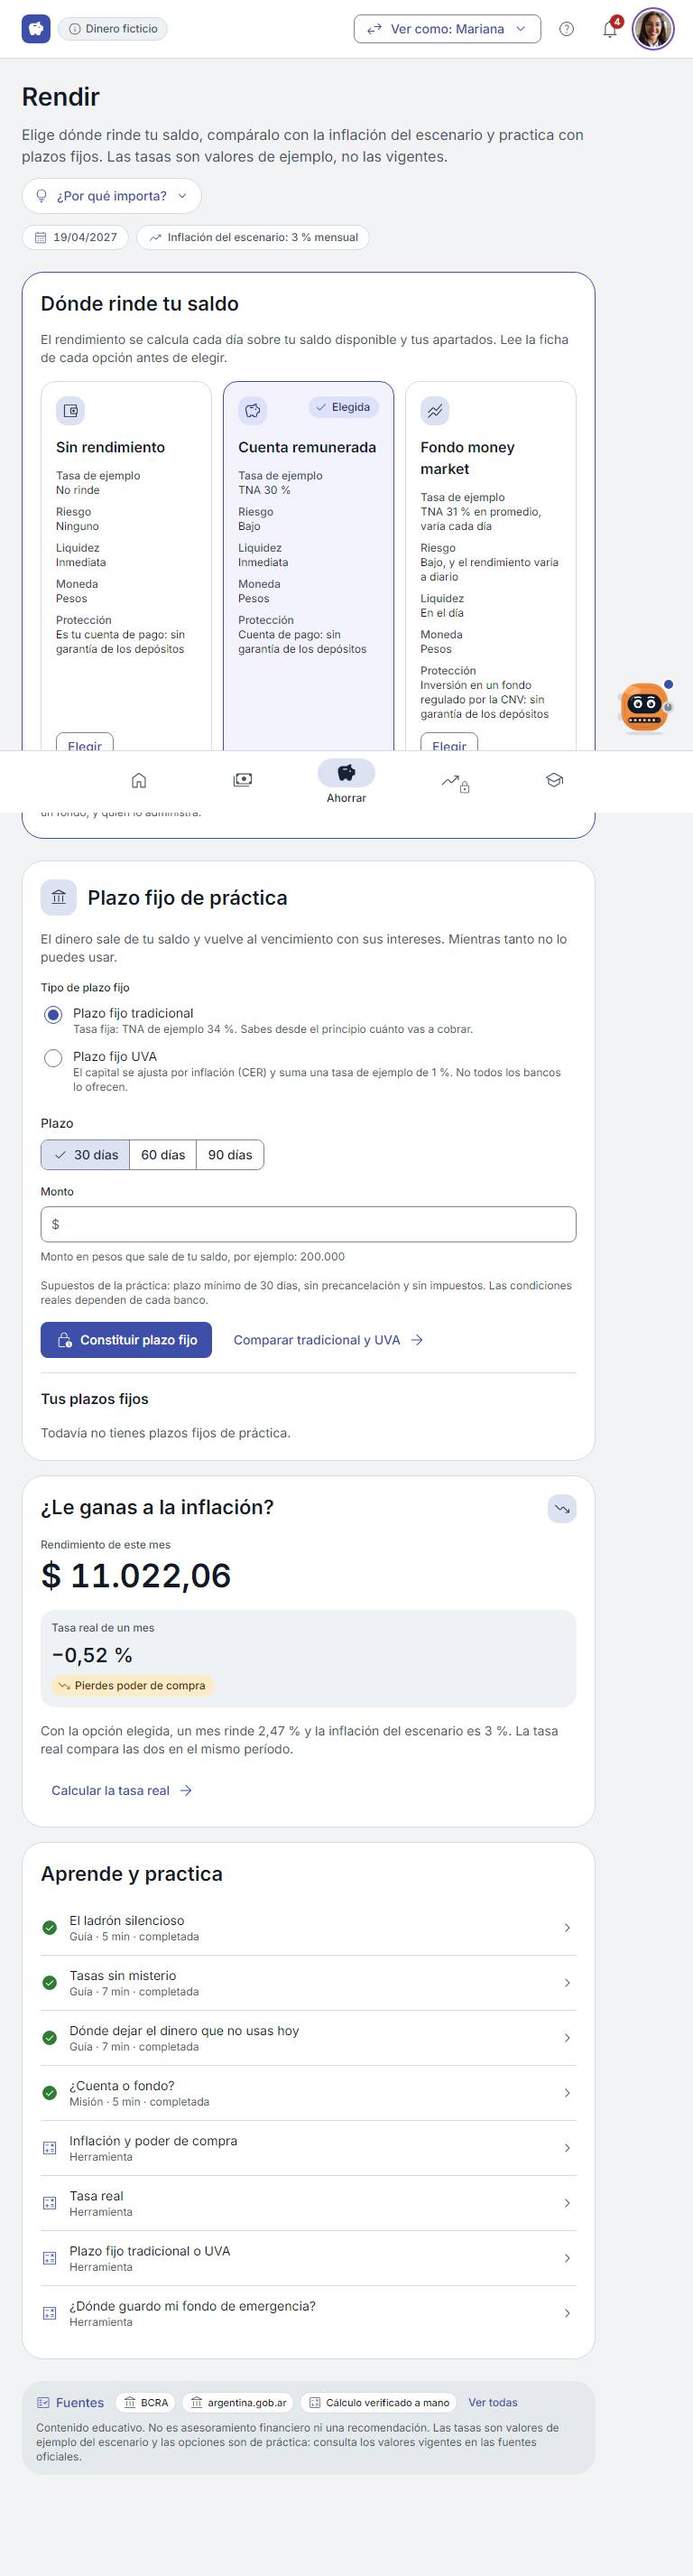 Dinero ficticio
Ver como: Mariana
4
Rendir
Elige dónde rinde tu saldo, compáralo con la inflación del escenario y practica con
plazos fijos. Las tasas son valores de ejemplo, no las vigentes.
¿Por qué importa?
19/04/2027
Inflación del escenario: 3 % mensual
Dónde rinde tu saldo
El rendimiento se calcula cada día sobre tu saldo disponible y tus apartados. Lee la ficha
de cada opción antes de elegir.
Sin rendimiento
Tasa de ejemplo
No rinde
Riesgo
Ninguno
Liquidez
Inmediata
Moneda
Pesos
Protección
Es tu cuenta de pago: sin
garantía de los depósitos
Elegir
Elegida
Cuenta remunerada
Tasa de ejemplo
TNA 30 %
Riesgo
Bajo
Liquidez
Inmediata
Moneda
Pesos
Protección
Cuenta de pago: sin
garantía de los depósitos
Fondo money
market
Tasa de ejemplo
TNA 31 % en promedio,
varía cada día
Riesgo
Bajo, y el rendimiento varía
a diario
Liquidez
En el día
Moneda
Pesos
Protección
Inversión en un fondo
regulado por la CNV: sin
garantía de los depósitos
Elegir
Ahorrar
un fondo, y quién lo administra.
Plazo fijo de práctica
El dinero sale de tu saldo y vuelve al vencimiento con sus intereses. Mientras tanto no lo
puedes usar.
Tipo de plazo fijo
Plazo fijo tradicional
Tasa fija: TNA de ejemplo 34 %. Sabes desde el principio cuánto vas a cobrar.
Plazo fijo UVA
El capital se ajusta por inflación (CER) y suma una tasa de ejemplo de 1 %. No todos los bancos
lo ofrecen.
Plazo
30 días
60 días
90 días
Monto
$
Monto en pesos que sale de tu saldo, por ejemplo: 200.000
Supuestos de la práctica: plazo mínimo de 30 días, sin precancelación y sin impuestos. Las condiciones
reales dependen de cada banco.
Constituir plazo fijo
Comparar tradicional y UVA
Tus plazos fijos
Todavía no tienes plazos fijos de práctica.
¿Le ganas a la inflación?
Rendimiento de este mes
$ 11.022,06
Tasa real de un mes
−0,52 %
Pierdes poder de compra
Con la opción elegida, un mes rinde 2,47 % y la inflación del escenario es 3 %. La tasa
real compara las dos en el mismo período.
Calcular la tasa real
Aprende y practica
El ladrón silencioso
Guía · 5 min · completada
Tasas sin misterio
Guía · 7 min · completada
Dónde dejar el dinero que no usas hoy
Guía · 7 min · completada
¿Cuenta o fondo?
Misión · 5 min · completada
Inflación y poder de compra
Herramienta
Tasa real
Herramienta
Plazo fijo tradicional o UVA
Herramienta
¿Dónde guardo mi fondo de emergencia?
Herramienta
Fuentes
BCRA
argentina.gob.ar
Cálculo verificado a mano
Ver todas
Contenido educativo. No es asesoramiento financiero ni una recomendación. Las tasas son valores de
ejemplo del escenario y las opciones son de práctica: consulta los valores vigentes en las fuentes
oficiales.